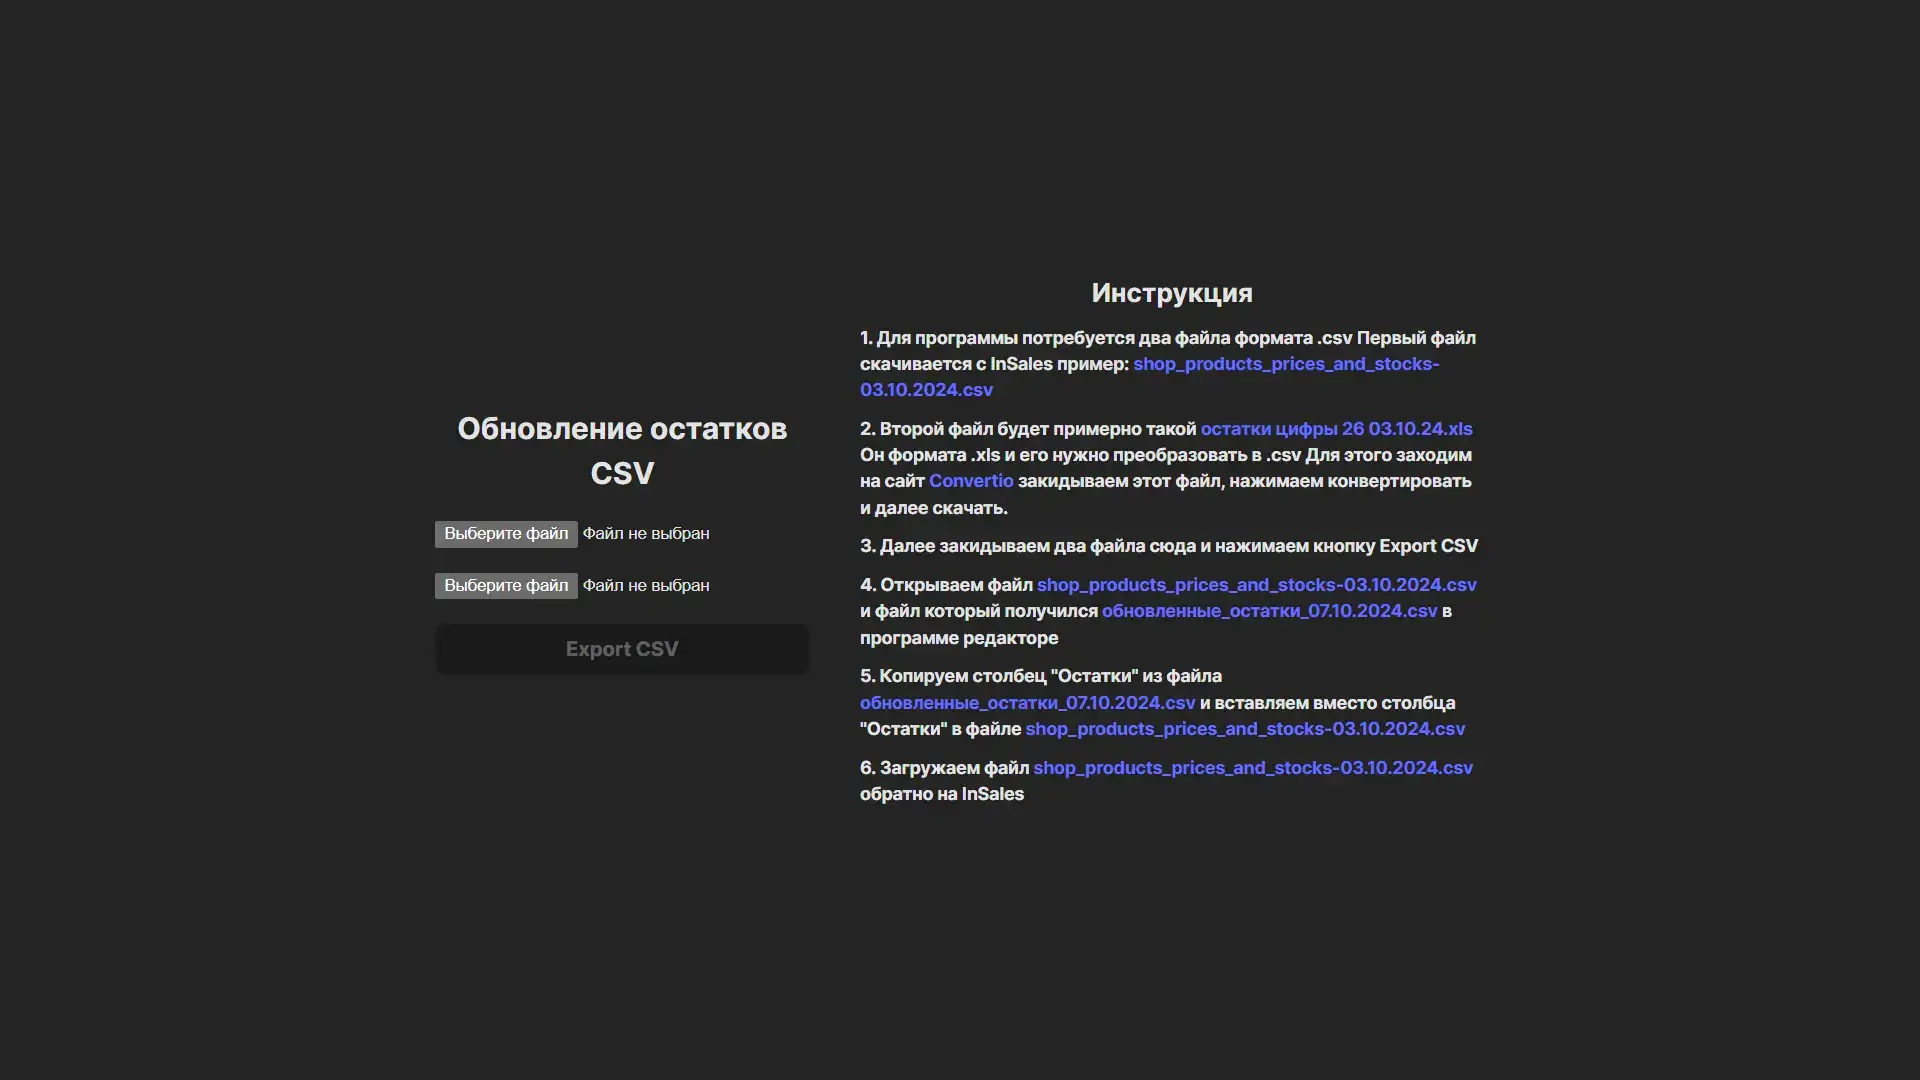 Обновление остатков
CSV
Выберите файл Файл не выбран
Выберите файл Файл не выбран
Export CSV
Инструкция
1. Для программы потребуется два файла формата .csv Первый файл
скачивается с InSales пример: shop_products_prices_and_stocks-
03.10.2024.csv
2. Второй файл будет примерно такой остатки цифры 26 03.10.24.xls
Он формата .xls и его нужно преобразовать в .csv Для этого заходим
на сайт Convertio закидываем этот файл, нажимаем конвертировать
и далее скачать.
3. Далее закидываем два файла сюда и нажимаем кнопку Export CSV
4. Открываем файл shop_products_prices_and_stocks-03.10.2024.csv
и файл который получился обновленные_остатки_07.10.2024.csv в
программе редакторе
5. Копируем столбец "Остатки" из файла
обновленные_остатки_07.10.2024.csv и вставляем вместо столбца
"Остатки" в файле shop_products_prices_and_stocks-03.10.2024.csv
6. Загружаем файл shop_products_prices_and_stocks-03.10.2024.csv
обратно на InSales